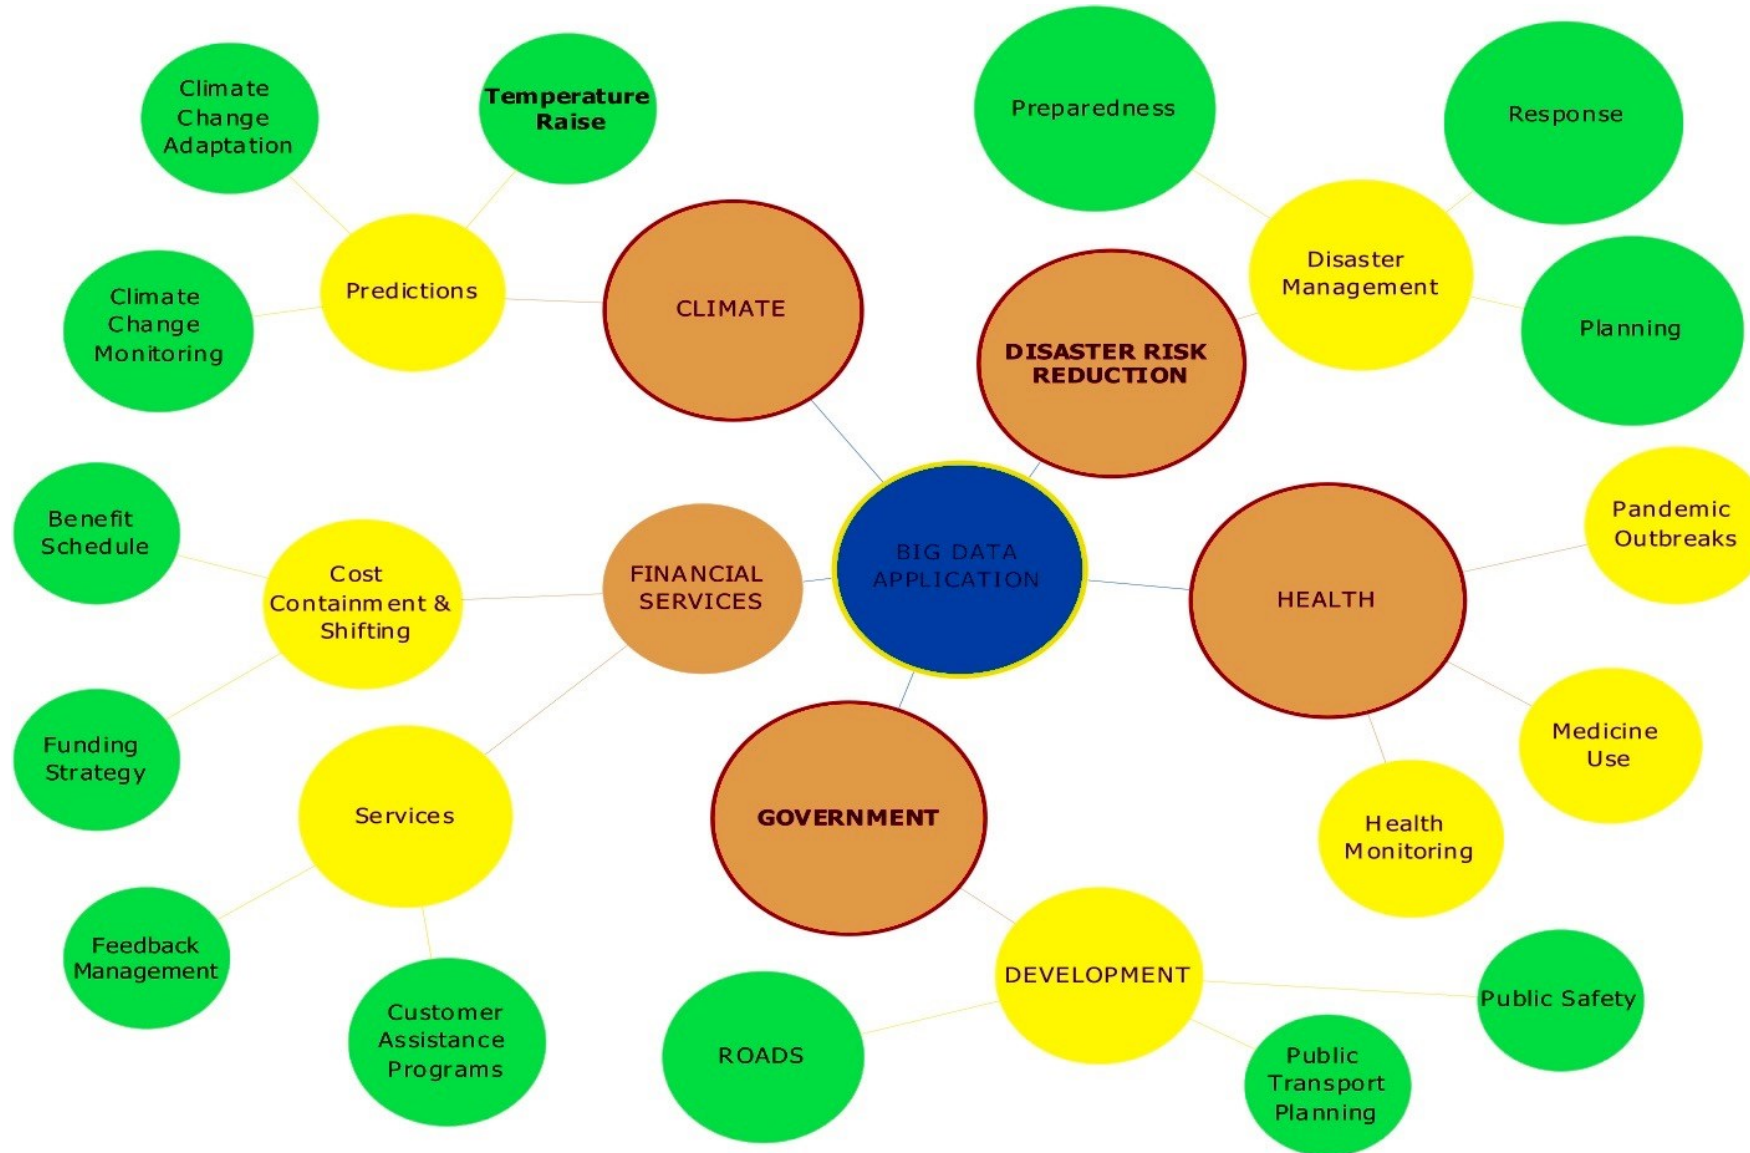 Climate
Change
Adaptation
Temperature
Raise
Preparedness
Response
Climate
Change
Monitoring
Predictions
CLIMATE
Disaster
Management
DISASTER RISK
REDUCTION
Planning
Benefit
Schedule
Cost
Containment &
Shifting
FINANCIAL
SERVICES
BIG DATA
APPLICATION
HEALTH
Pandemic
Outbreaks
Funding
Strategy
Services
GOVERNMENT
Health
Monitoring
Medicine
Use
Feedback
Management
Customer
Assistance
Programs
ROADS
DEVELOPMENT
Public
Transport
Planning
Public Safety